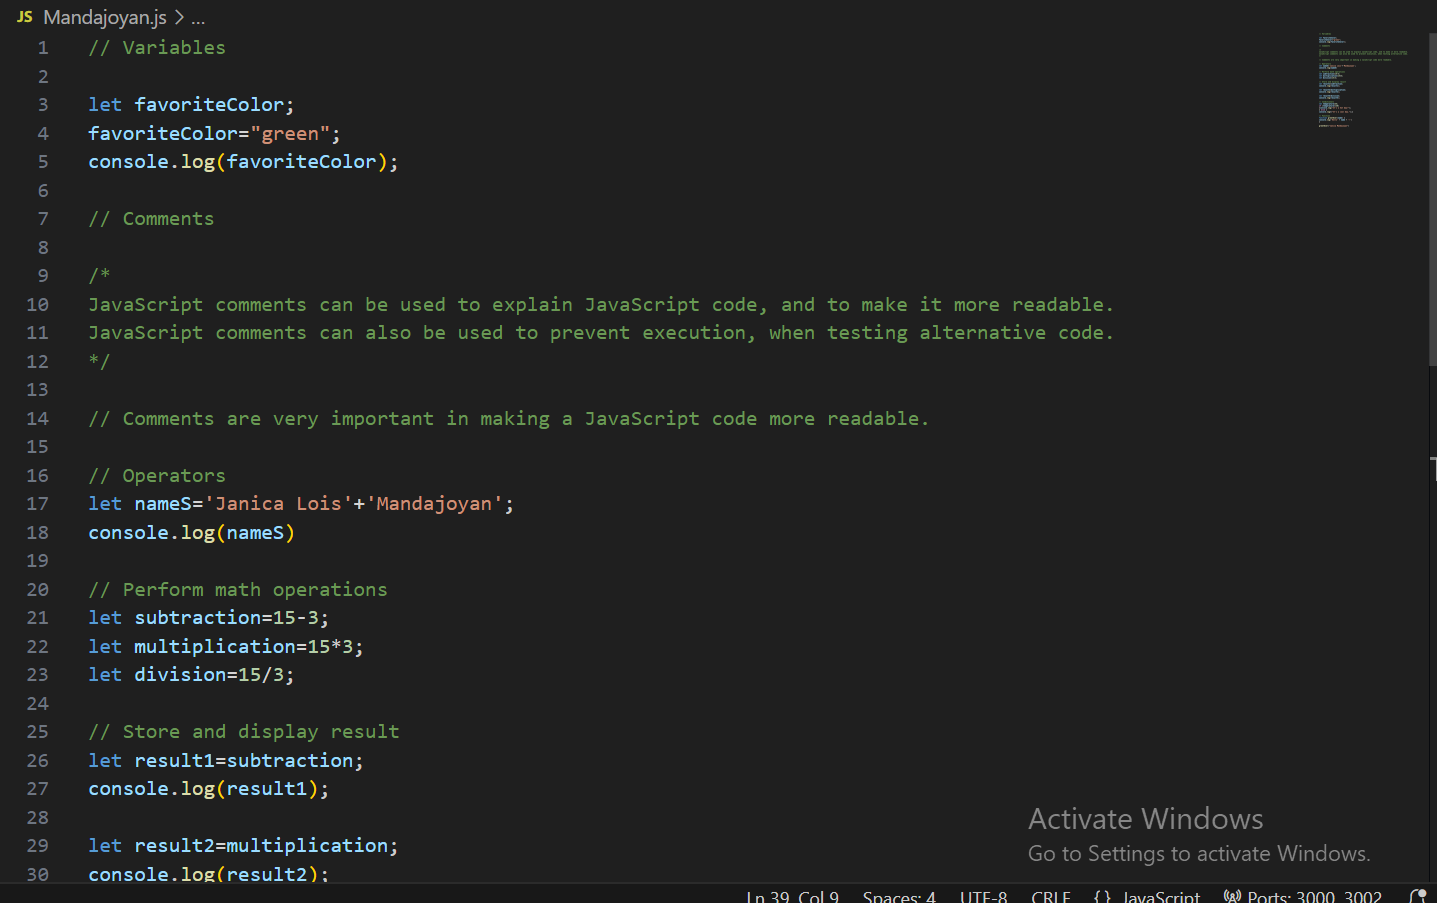 JS Mandajoyan.js > ...
1 // Variables
2
3 let favoriteColor;
4 favoriteColor="green";
5 console.log(favoriteColor);
6
7 // Comments
8
9 /*
10 JavaScript comments can be used to explain JavaScript code, and to make it more readable.
11 JavaScript comments can also be used to prevent execution, when testing alternative code.
12 */
13
14 // Comments are very important in making a JavaScript code more readable.
15
16 // Operators
17 let nameS='Janica Lois'+'Mandajoyan';
18 console.log(nameS)
19
20 // Perform math operations
21 let subtraction=15-3;
22 let multiplication=15*3;
23 let division=15/3;
24
25 // Store and display result
26 let result1=subtraction;
27 console.log(result1);
28
29 let result2=multiplication;
30 console.log(result2);
Activate Windows
Go to Settings to activate Windows.
Ln 39, Col 9 Spaces: 4 UTF-8 CRLF {} JavaScript Ports: 3000, 3002